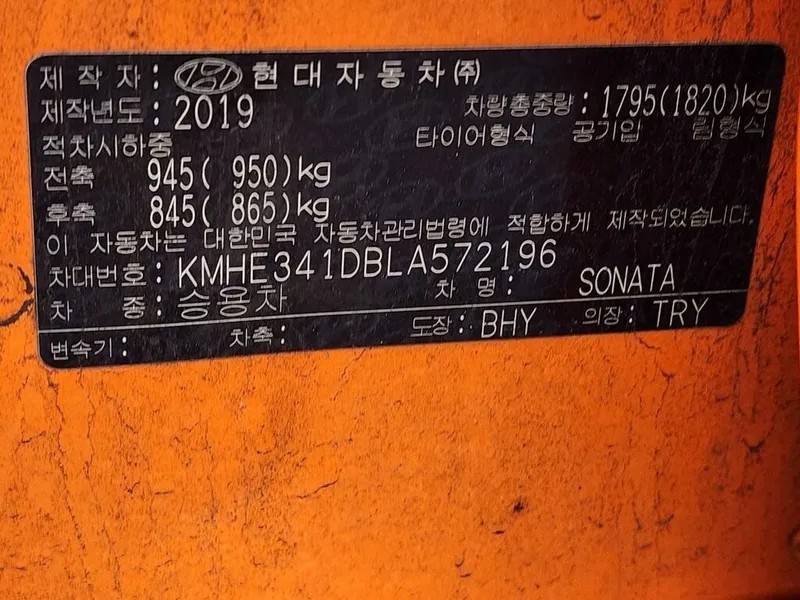 제 작 자 : 현대자동차㈜
제작년도 : 2019 차량총중량 : 1795(1820)kg
적차시하중 타이어형식 공기압 림형식
전축 945( 950)kg
후축 845( 865)kg
이 자동차는 대한민국 자동차관리법령에 적합하게 제작되었습니다.
차대번호 : KMHE341DBLA572196
차 종 : 승용차 차 명 : SONATA
변속기 : 차축 : 도장 : BHY 의장 : TRY